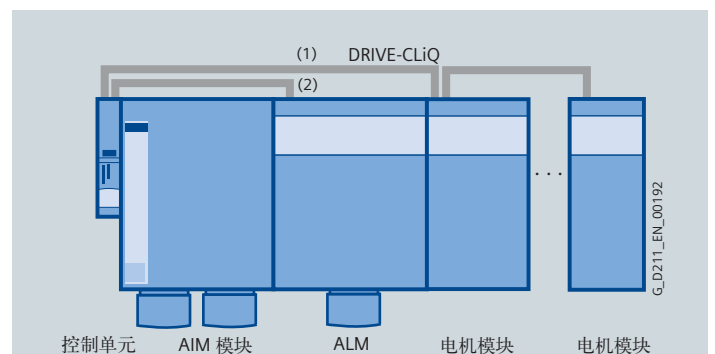 (1) DRIVE-CLiQ
(2)
. . .
G_D211_EN_00192
控制单元 AIM 模块 ALM 电机模块 电机模块